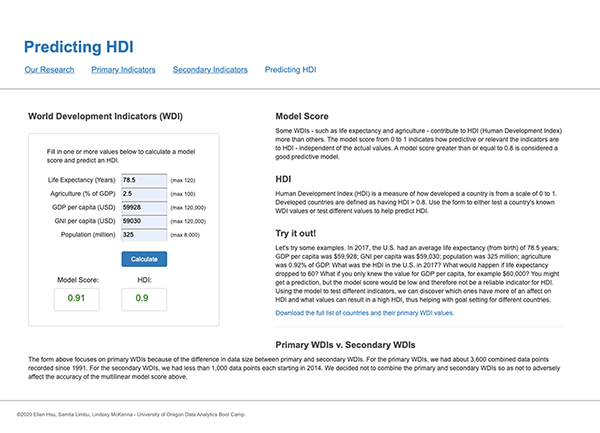 Predicting HDI
Our Research Primary Indicators Secondary Indicators Predicting HDI
World Development Indicators (WDI)
Fill in one or more values below to calculate a model
score and predict an HDI.
Life Expectancy (Years) 78.5 (max 120)
Agriculture (% of GDP) 2.5 (max 100)
GDP per capita (USD) 59928 (max 120,000)
GNI per capita (USD) 59030 (max 120,000)
Population (million) 325 (max 8,000)
Calculate
Model Score: HDI:
0.91 0.9
Model Score
Some WDIs - such as life expectancy and agriculture - contribute to HDI (Human Development Index)
more than others. The model score from 0 to 1 indicates how predictive or relevant the indicators are
to HDI - independent of the actual values. A model score greater than or equal to 0.8 is considered a
good predictive model.
HDI
Human Development Index (HDI) is a measure of how developed a country is from a scale of 0 to 1.
Developed countries are defined as having HDI > 0.8. Use the form to either test a country's known
WDI values or test different values to help predict HDI.
Try it out!
Let's try some examples. In 2017, the U.S. had an average life expectancy (from birth) of 78.5 years;
GDP per capita was $59,928; GNI per capita was $59,030; population was 325 million; agriculture
was 0.92% of GDP. What was the HDI in the U.S. in 2017? What would happen if life expectancy
dropped to 60? What if you only knew the value for GDP per capita, for example $60,000? You might
get a prediction, but the model score would be low and therefore not be a reliable indicator for HDI.
Using the model to test different indicators, we can discover which ones have more of an affect on
HDI and what values can result in a high HDI, thus helping with goal setting for different countries.
Download the full list of countries and their primary WDI values.
Primary WDIs v. Secondary WDIs
The form above focuses on primary WDIs because of the difference in data size between primary and secondary WDIs. For the primary WDIs, we had about 3,600 combined data points
recorded since 1991. For the secondary WDIs, we had less than 1,000 data points each starting in 2014. We decided not to combine the primary and secondary WDIs so as not to adversely
affect the accuracy of the multilinear model score above.
©2020 Ellen Hsu, Samita Limbu, Lindsey McKenna - University of Oregon Data Analytics Boot Camp.